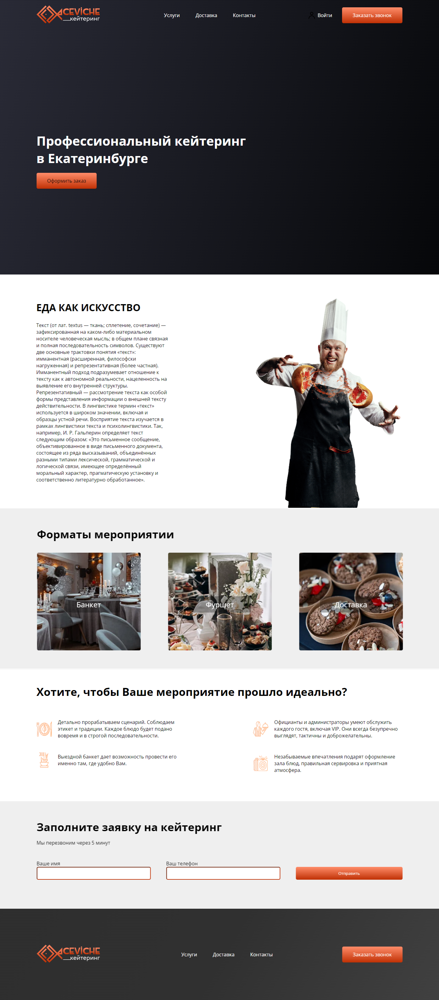 CEVICHE
кейтеринг
Услуги
Доставка
Контакты
Войти
Заказать звонок
Профессиональный кейтеринг
в Екатеринбурге
Оформить заказ
ЕДА КАК ИСКУССТВО
Текст (от лат. textus — ткань; сплетение, сочетание) —
зафиксированная на каком-либо материальном
носителе человеческая мысль; в общем плане связная
и полная последовательность символов. Существуют
две основные трактовки понятия «текст»:
имманентная (расширенная, философски
нагруженная) и репрезентативная (более частная).
Имманентный подход подразумевает отношение к
тексту как к автономной реальности, нацеленность на
выявление его внутренней структуры.
Репрезентативный — рассмотрение текста как особой
формы представления информации о внешней тексту
действительности. В лингвистике термин «текст»
используется в широком значении, включая и
образцы устной речи. Восприятие текста изучается в
рамках лингвистики текста и психолингвистики. Так,
например, И. Р. Гальперин определяет текст
следующим образом: «Это письменное сообщение,
объективированное в виде письменного документа,
состоящее из ряда высказываний, объединённых
разными типами лексической, грамматической и
логической связи, имеющее определённый
моральный характер, прагматическую установку и
соответственно литературно обработанное».
Форматы мероприятии
Банкет
Фуршет
Доставка
Хотите, чтобы Ваше мероприятие прошло идеально?
Детально прорабатываем сценарий. Соблюдаем
этикет и традиции. Каждое блюдо будет подано
вовремя и в строгой последовательности.
Официанты и администраторы умеют обслужить
каждого гостя, включая VIP. Они всегда безупречно
выглядят, тактичны и доброжелательны.
Выездной банкет дает возможность провести его
именно там, где удобно Вам.
Незабываемые впечатления подарят оформление
зала блюд, правильная сервировка и приятная
атмосфера.
Заполните заявку на кейтеринг
Мы перезвоним через 5 минут
Ваше имя
Ваш телефон
Отправить
CEVICHE
кейтеринг
Услуги
Доставка
Контакты
Заказать звонок